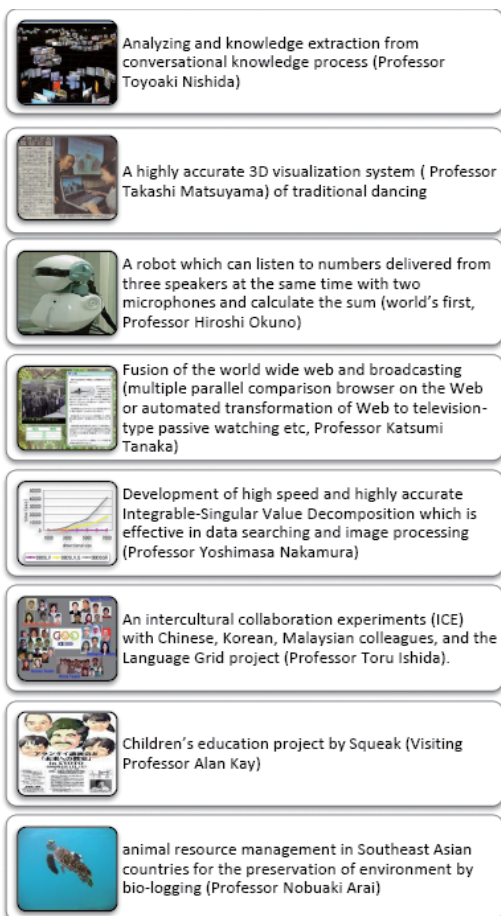 Analyzing and knowledge extraction from
conversational knowledge process (Professor
Toyoaki Nishida)
A highly accurate 3D visualization system ( Professor
Takashi Matsuyama) of traditional dancing
A robot which can listen to numbers delivered from
three speakers at the same time with two
microphones and calculate the sum (world's first,
Professor Hiroshi Okuno)
Fusion of the world wide web and broadcasting
(multiple parallel comparison browser on the Web
or automated transformation of Web to television-
type passive watching etc, Professor Katsumi
Tanaka)
Development of high speed and highly accurate
Integrable-Singular Value Decomposition which is
effective in data searching and image processing
(Professor Yoshimasa Nakamura)
An intercultural collaboration experiments (ICE)
with Chinese, Korean, Malaysian colleagues, and the
Language Grid project (Professor Toru Ishida).
Children's education project by Squeak (Visiting
Professor Alan Kay)
animal resource management in Southeast Asian
countries for the preservation of environment by
bio-logging (Professor Nobuaki Arai)